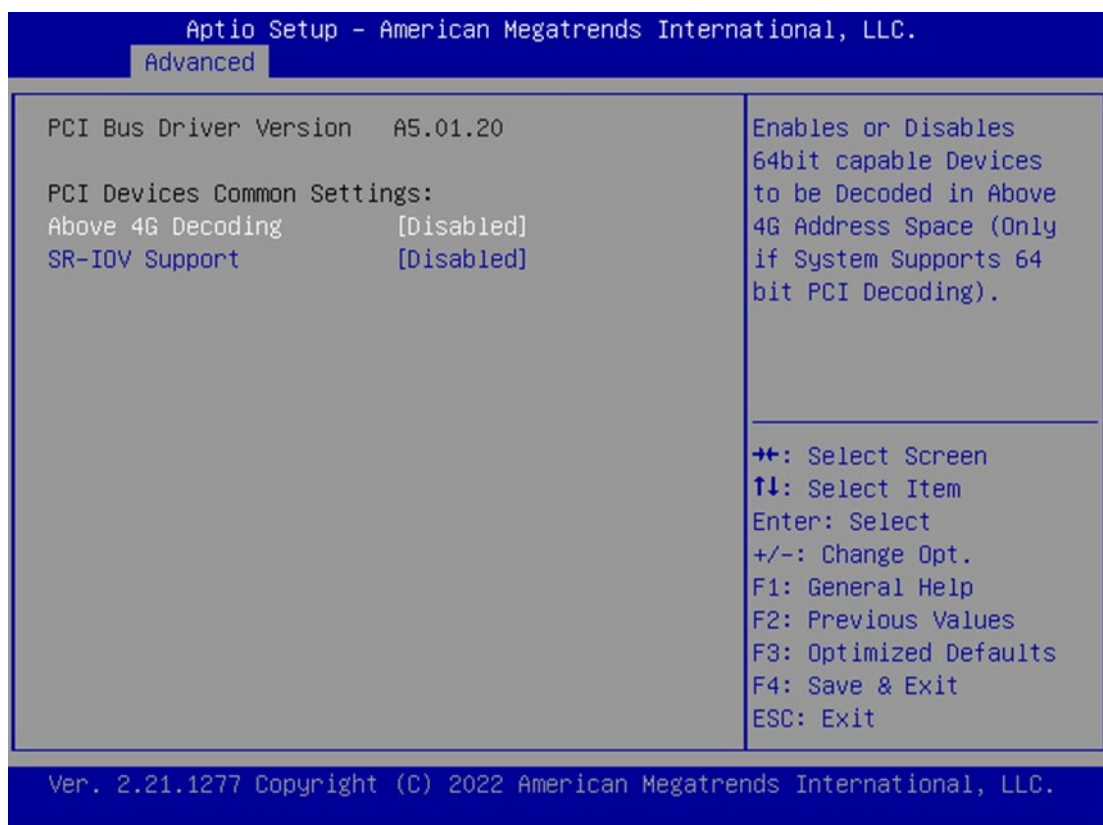 Aptio Setup – American Megatrends International, LLC.
Advanced
PCI Bus Driver Version A5.01.20
PCI Devices Common Settings:
Above 4G Decoding [Disabled]
SR-IOV Support [Disabled]
Enables or Disables
64bit capable Devices
to be Decoded in Above
4G Address Space (Only
if System Supports 64
bit PCI Decoding).
→←: Select Screen
↑↓: Select Item
Enter: Select
+/-: Change Opt.
F1: General Help
F2: Previous Values
F3: Optimized Defaults
F4: Save & Exit
ESC: Exit
Ver. 2.21.1277 Copyright (C) 2022 American Megatrends International, LLC.